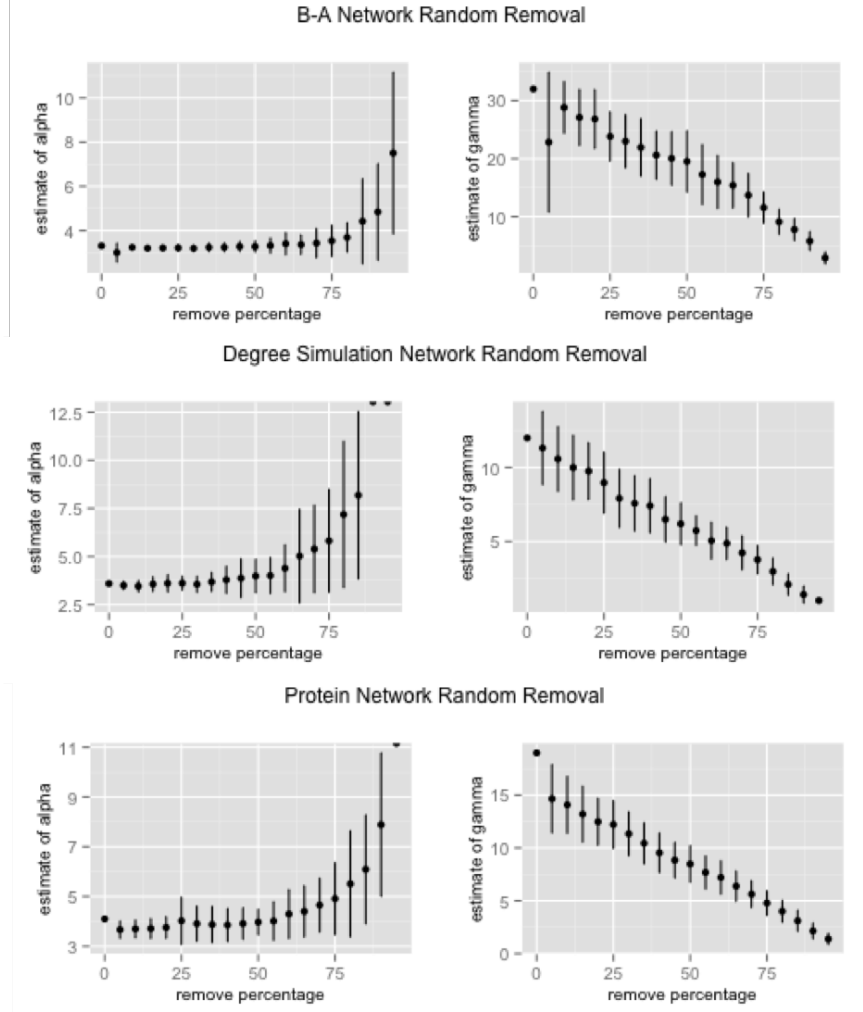 B-A Network Random Removal
estimate of alpha
10
8
6
4
0 25 50 75
remove percentage
estimate of gamma
30
20
10
0 25 50 75
remove percentage
Degree Simulation Network Random Removal
estimate of alpha
12.5
10.0
7.5
5.0
2.5
0 25 50 75
remove percentage
estimate of gamma
10
5
0 25 50 75
remove percentage
Protein Network Random Removal
estimate of alpha
11
9
7
5
3
0 25 50 75
remove percentage
estimate of gamma
15
10
5
0
0 25 50 75
remove percentage